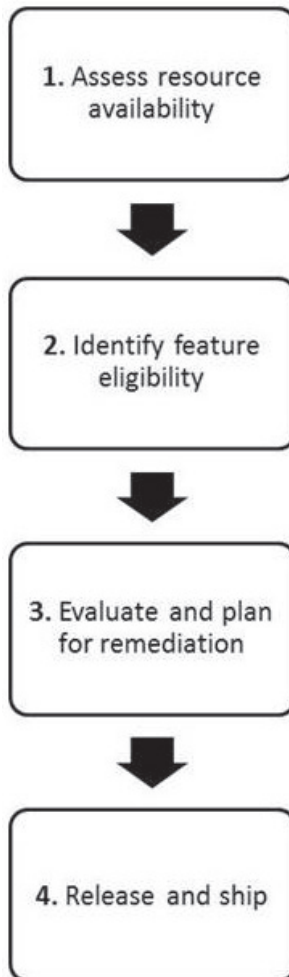 1. Assess resource
availability
2. Identify feature
eligibility
3. Evaluate and plan
for remediation
4. Release and ship